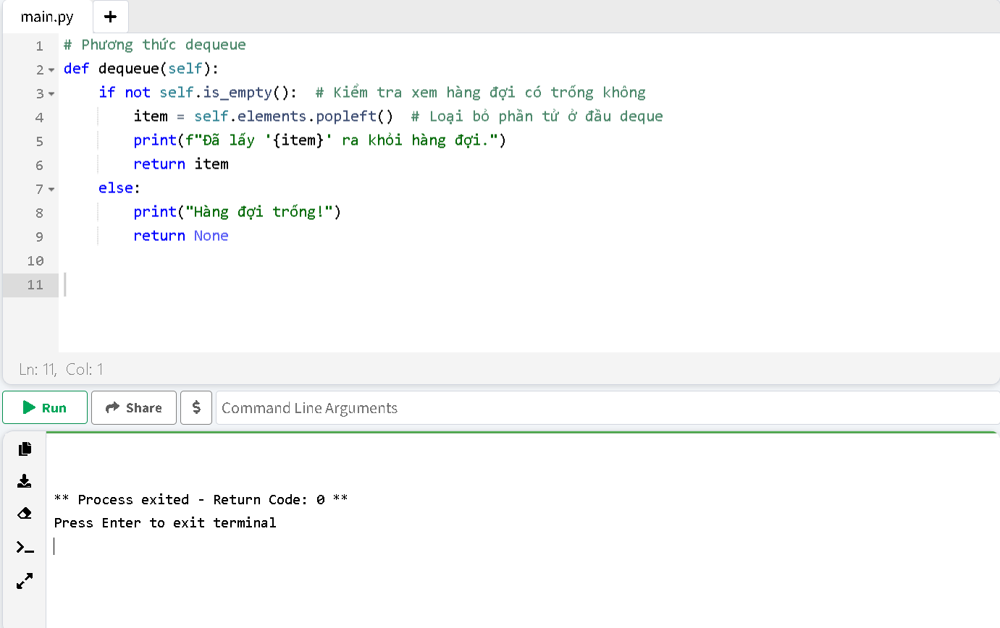 main.py
1 # Phương thức dequeue
2 def dequeue(self):
3 if not self.is_empty():  # Kiểm tra xem hàng đợi có trống không
4 item = self.elements.popleft()  # Loại bỏ phần tử ở đầu deque
5 print(f"Đã lấy '{item}' ra khỏi hàng đợi.")
6 return item
7 else:
8 print("Hàng đợi trống!")
9 return None
10
11
Ln: 11, Col: 1
Run Share $ Command Line Arguments
** Process exited - Return Code: 0 **
Press Enter to exit terminal